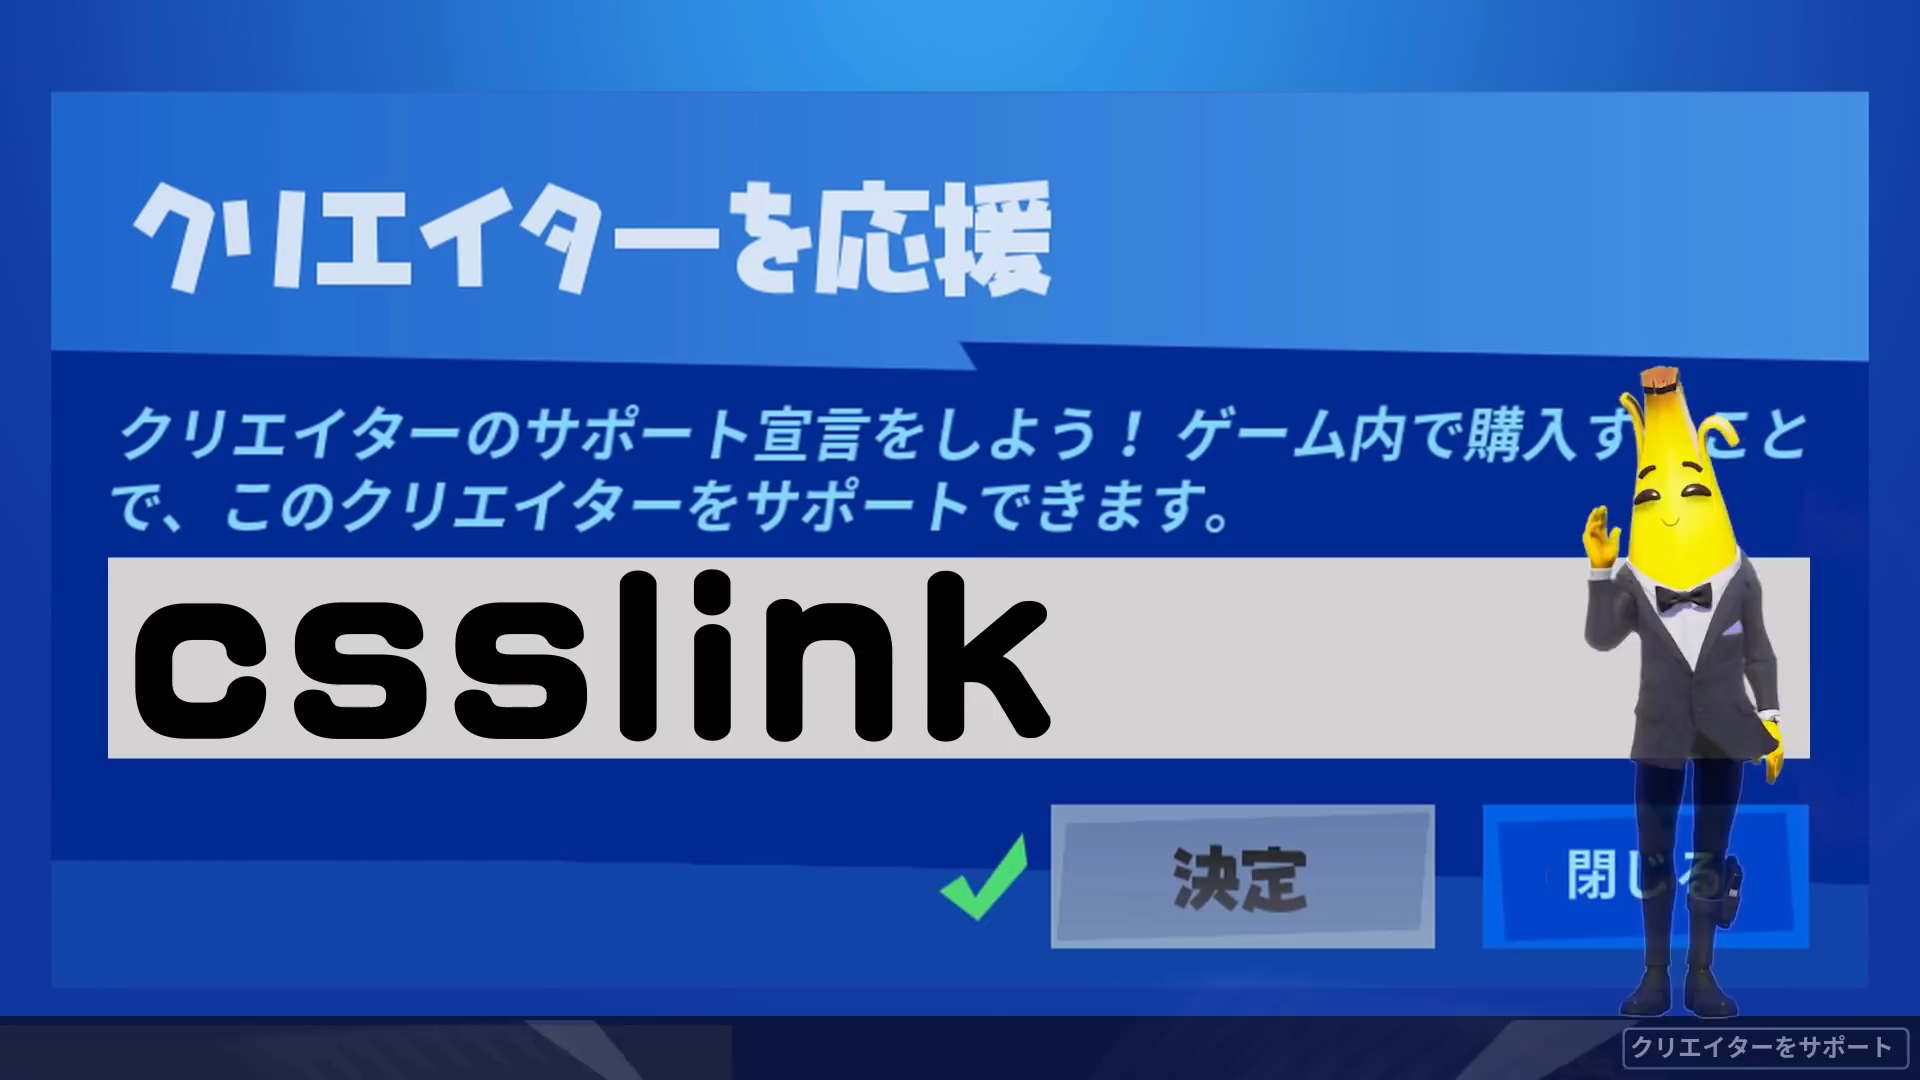 クリエイターを応援
クリエイターのサポート宣言をしよう！ ゲーム内で購入す こと
で、このクリエイターをサポートできます。
csslink
決定
閉じる
クリエイターをサポート